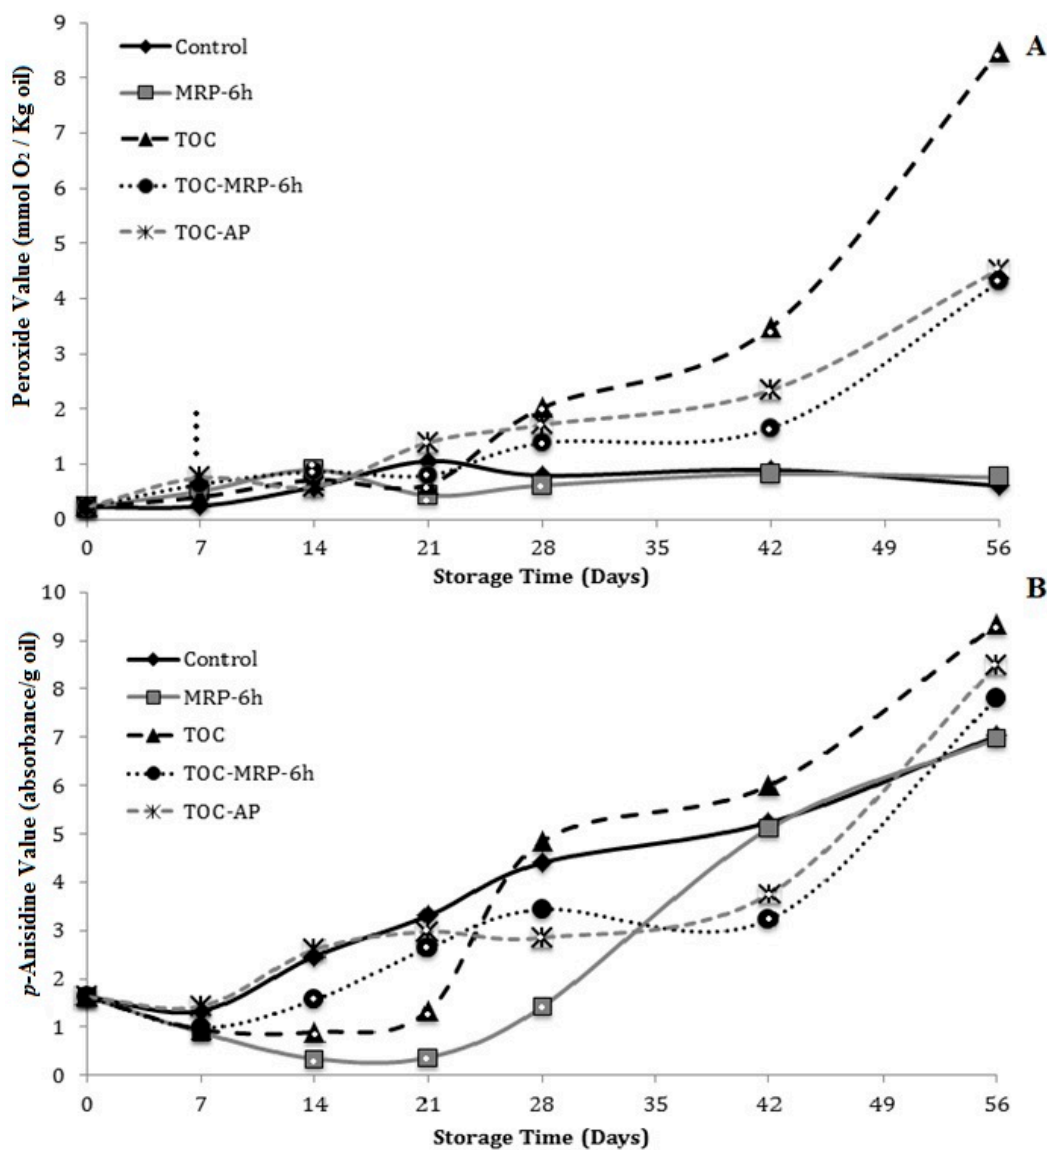 A
Peroxide Value (mmol O₂ / Kg oil)
9
8
7
6
5
4
3
2
1
0
Control
MRP-6h
TOC
TOC-MRP-6h
TOC-AP
0 7 14 21 28 35 42 49 56
Storage Time (Days)
B
p-Anisidine Value (absorbance/g oil)
10
9
8
7
6
5
4
3
2
1
0
Control
MRP-6h
TOC
TOC-MRP-6h
TOC-AP
0 7 14 21 28 35 42 49 56
Storage Time (Days)